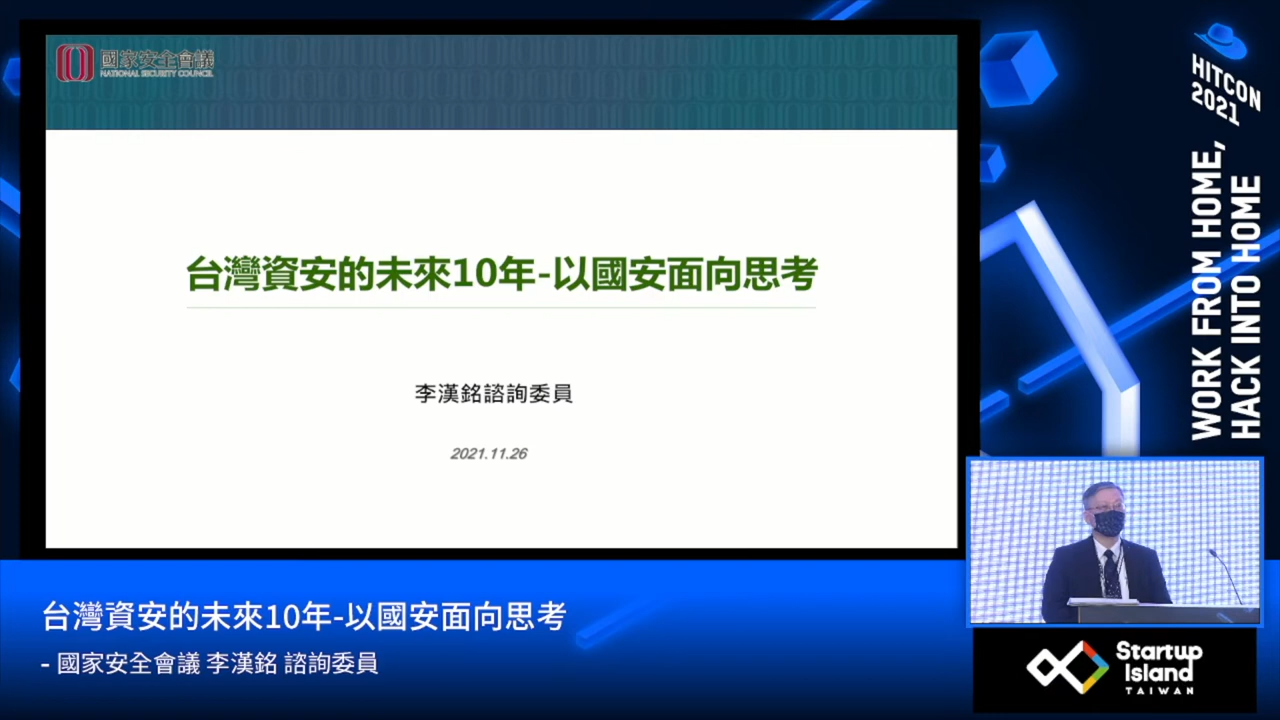 國家安全會議
NATIONAL SECURITY COUNCIL
台灣資安的未來10年-以國安面向思考
李漢銘諮詢委員
2021.11.26
HITCON
2021
WORK FROM HOME,
HACK INTO HOME
台灣資安的未來10年-以國安面向思考
- 國家安全會議 李漢銘 諮詢委員
Startup
Island
TAIWAN